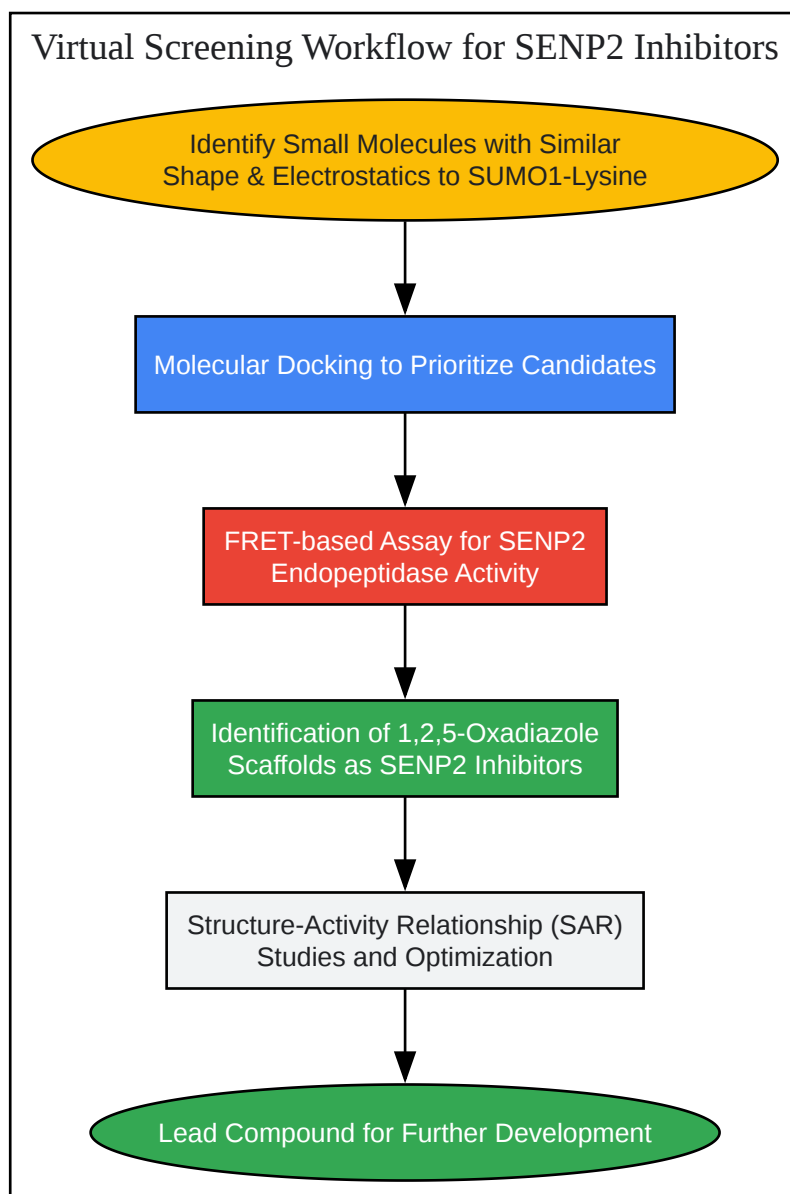 Virtual Screening Workflow for SENP2 Inhibitors
Identify Small Molecules with Similar
Shape & Electrostatics to SUMO1-Lysine
Molecular Docking to Prioritize Candidates
FRET-based Assay for SENP2
Endopeptidase Activity
Identification of 1,2,5-Oxadiazole
Scaffolds as SENP2 Inhibitors
Structure-Activity Relationship (SAR)
Studies and Optimization
Lead Compound for Further Development